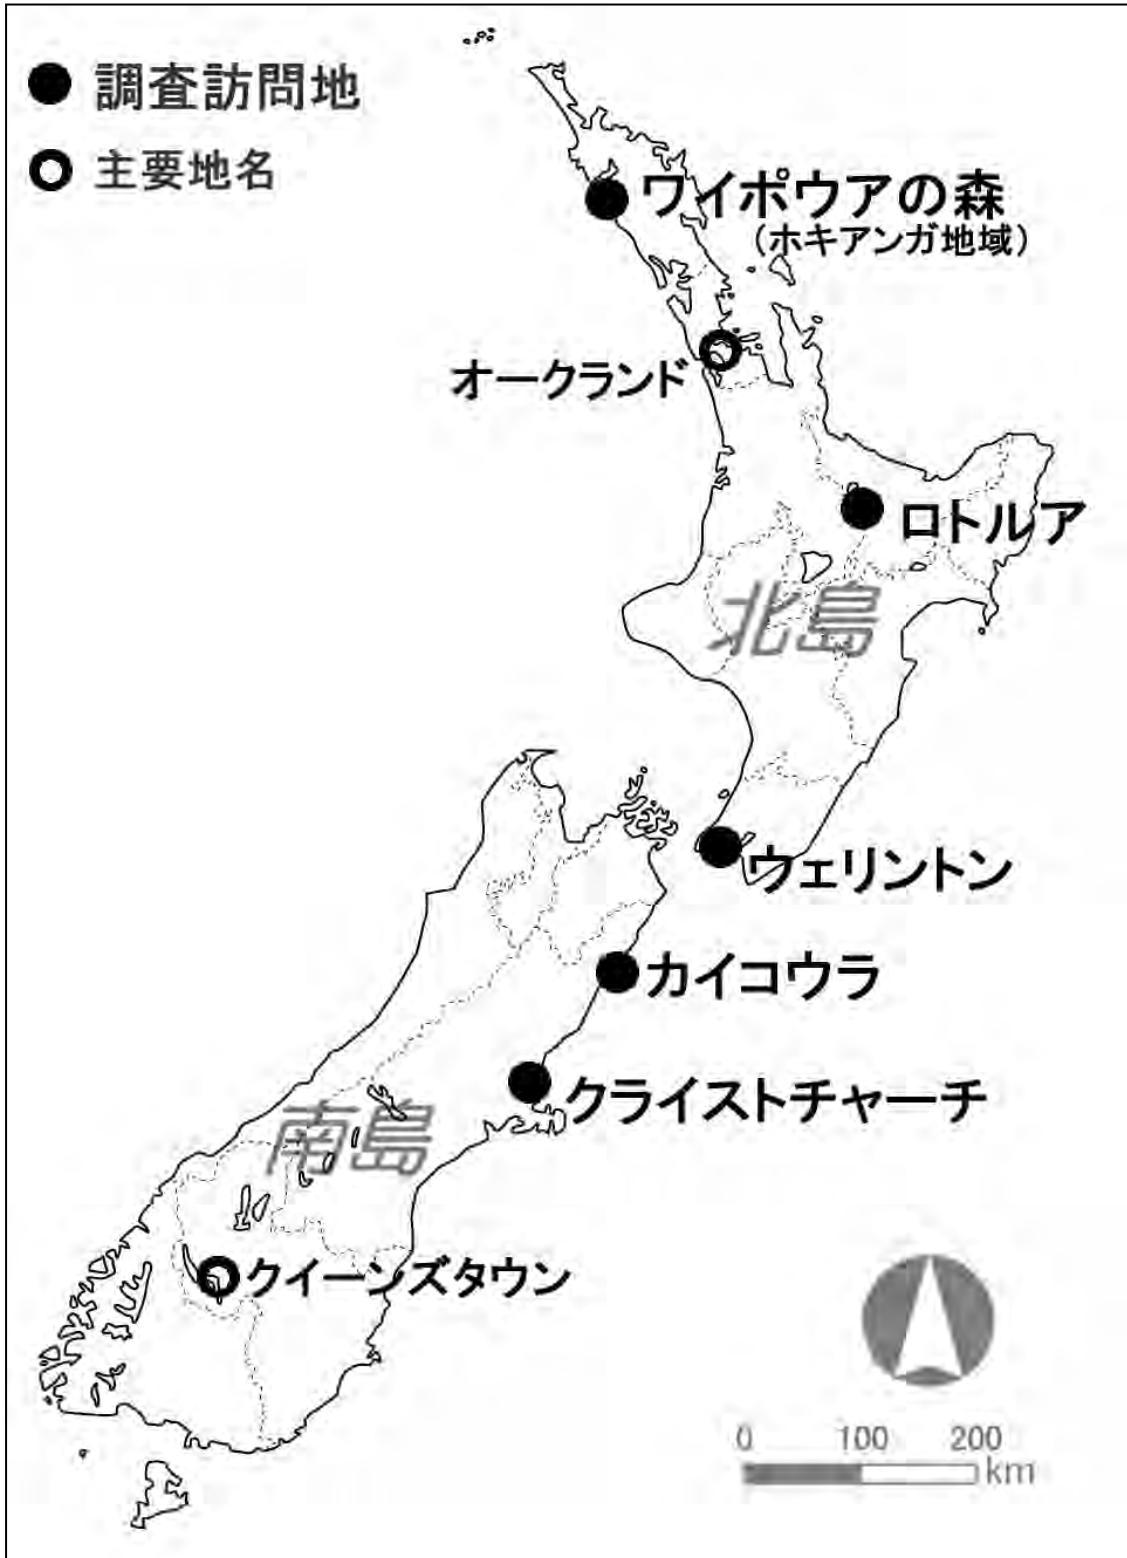 調査訪問地
主要地名
ワイポウアの森
（ホキアンガ地域）
オークランド
ロトルア
北島
ウェリントン
カイコウラ
クライストチャーチ
南島
クイーンズタウン
0 100 200
km